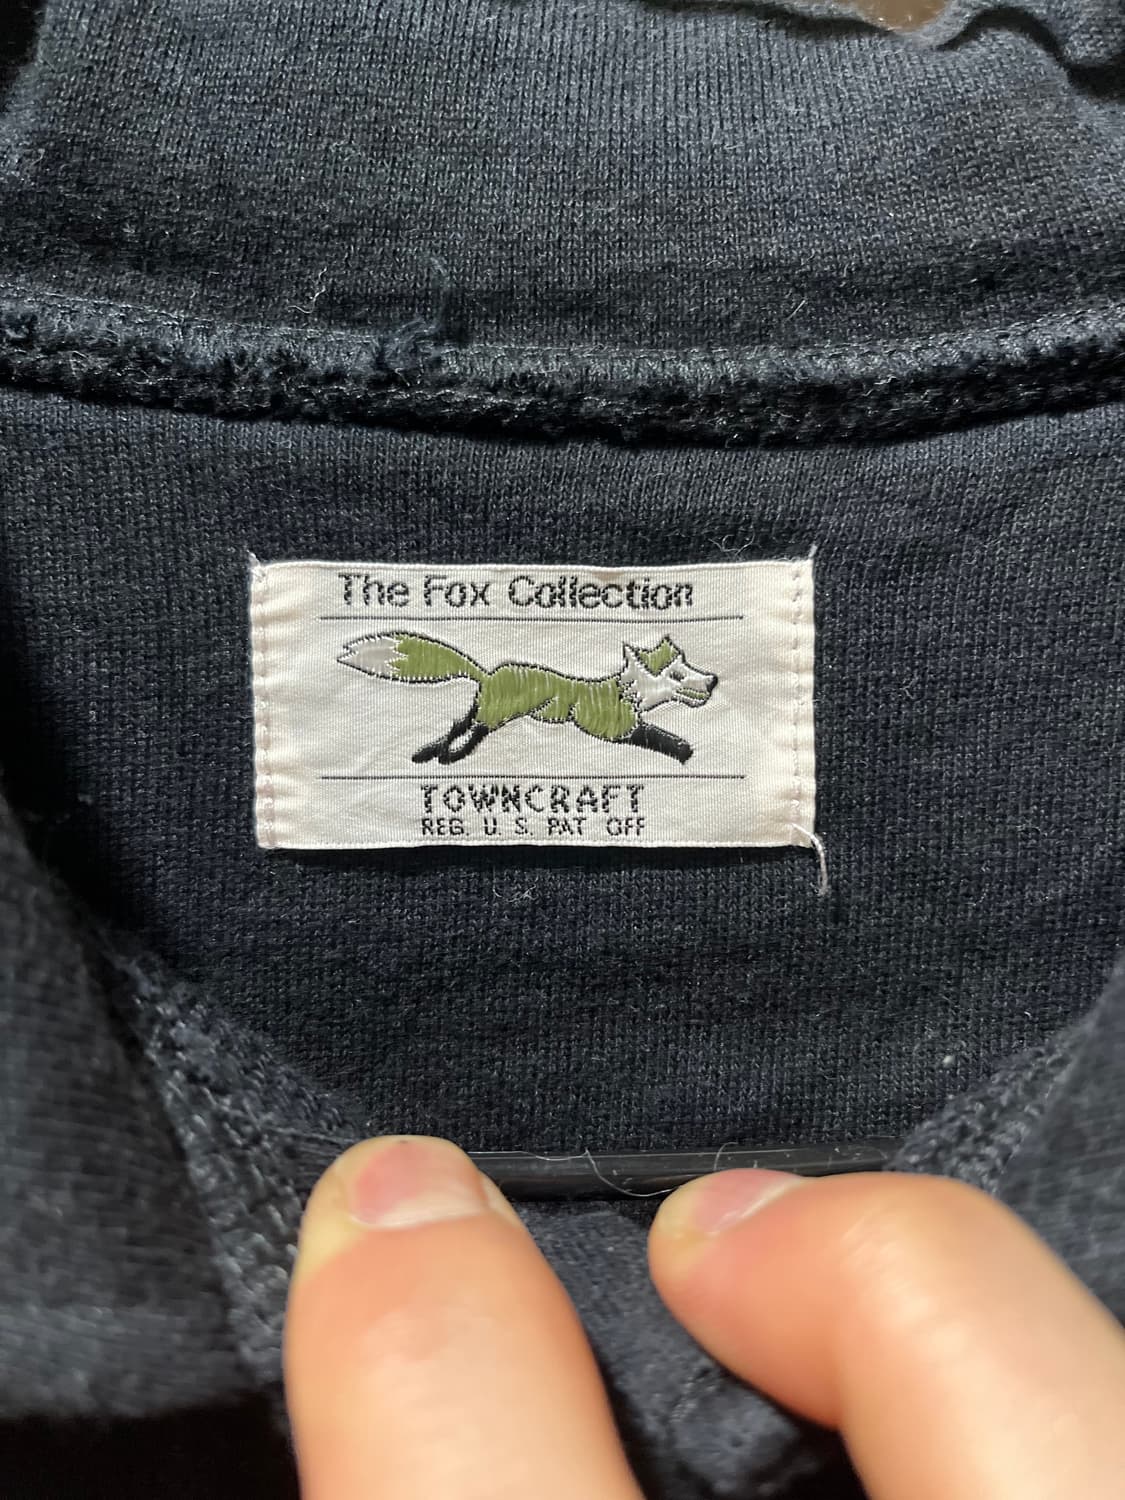 The Fox Collection
TOWNCRAFT
REG. U. S. PAT OFF